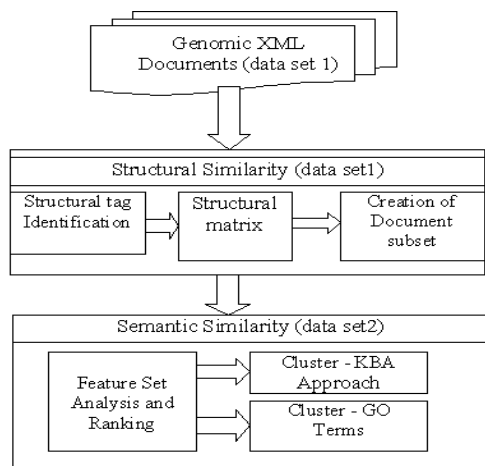 Genomic XML
Documents (data set 1)
Structural Similarity (data set1)
Structural tag
Identification
Structural
matrix
Creation of
Document
subset
Semantic Similarity (data set2)
Feature Set
Analysis and
Ranking
Cluster - KBA
Approach
Cluster - GO
Terms